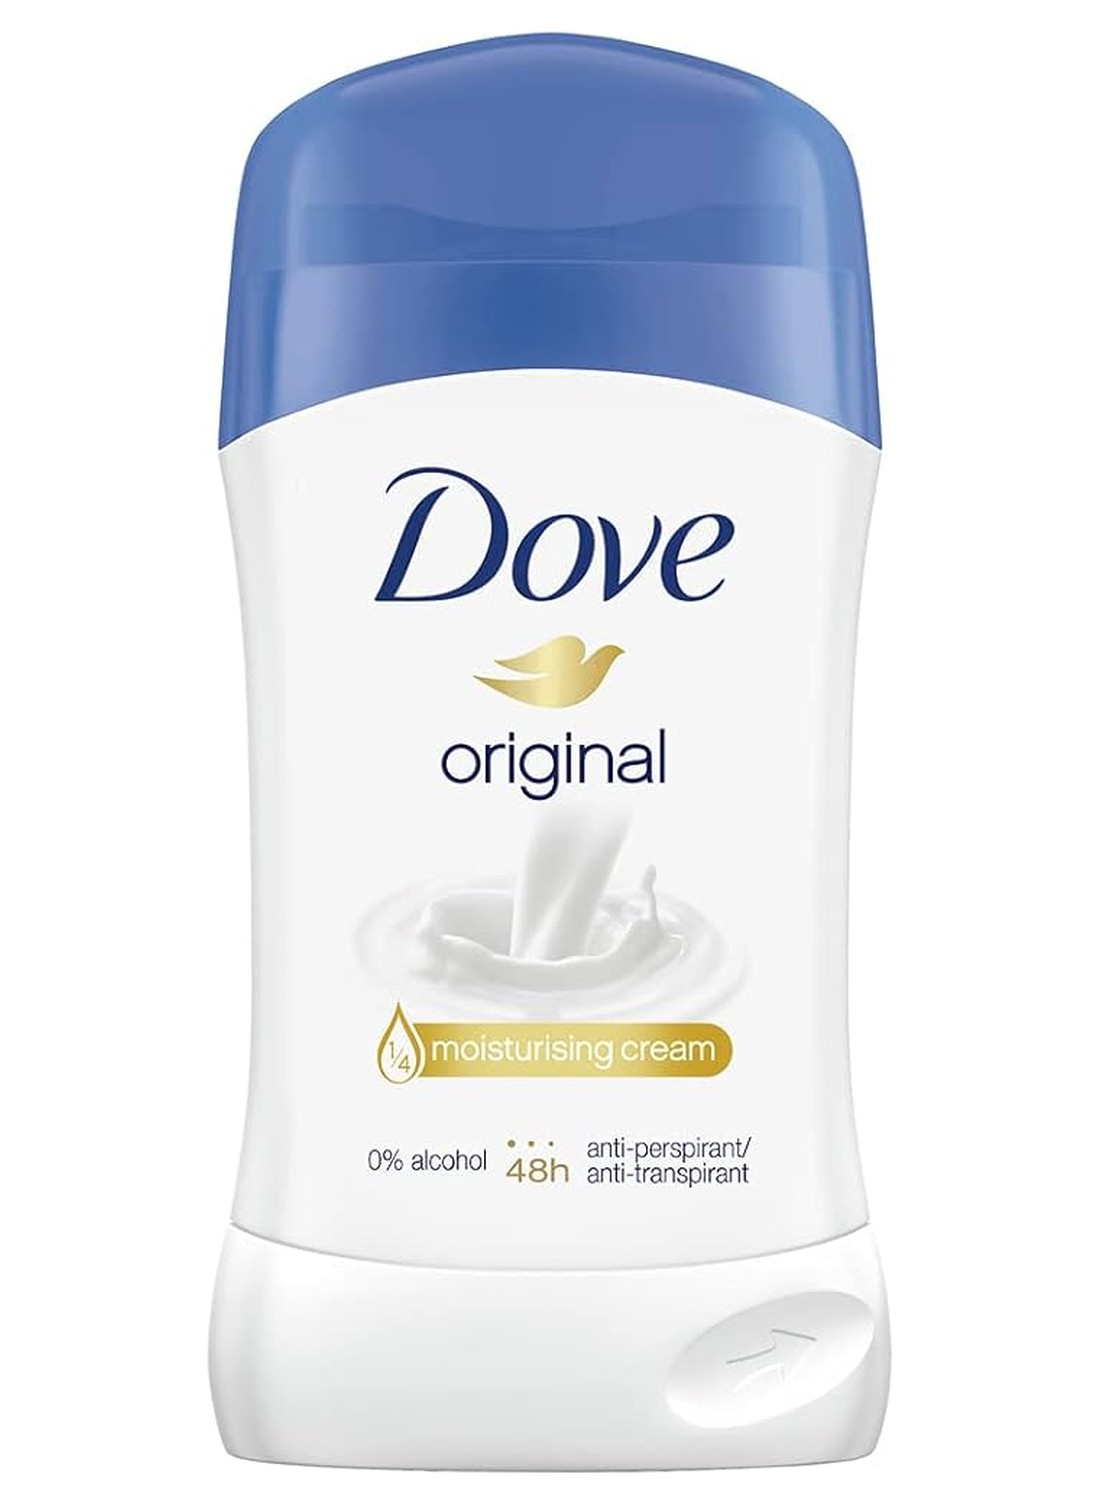 Dove
original
1/4 moisturising cream
0% alcohol 48h anti-perspirant/
anti-transpirant